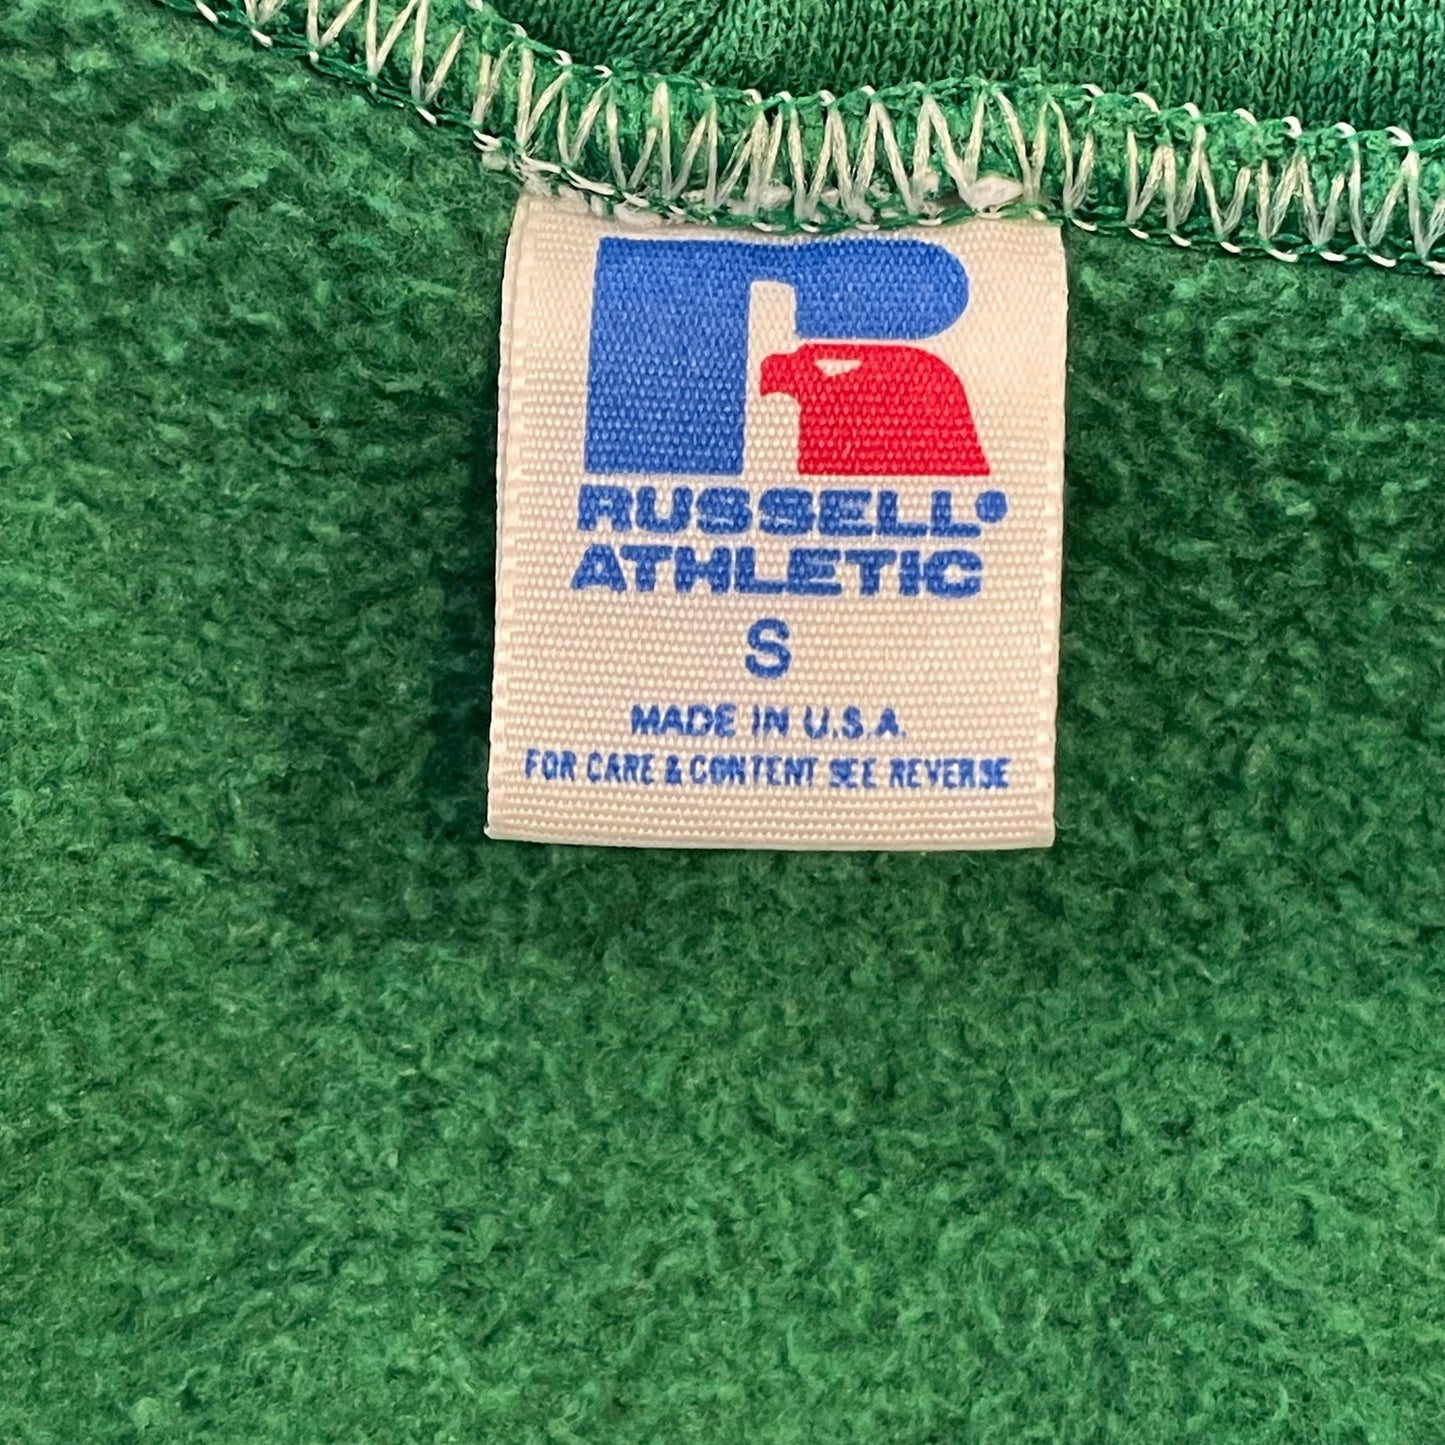 RUSSELL®
ATHLETIC
S
MADE IN U.S.A.
FOR CARE & CONTENT SEE REVERSE